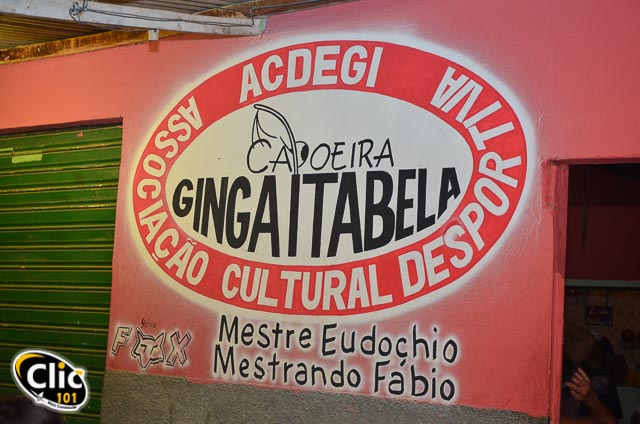 ACDEGI
ASSOCIAÇÃO CULTURAL DESPORTIVA
CAPOEIRA
GINGA ITABELA
Mestre Eudochio
Mestrando Fábio
FOX
Clic
101